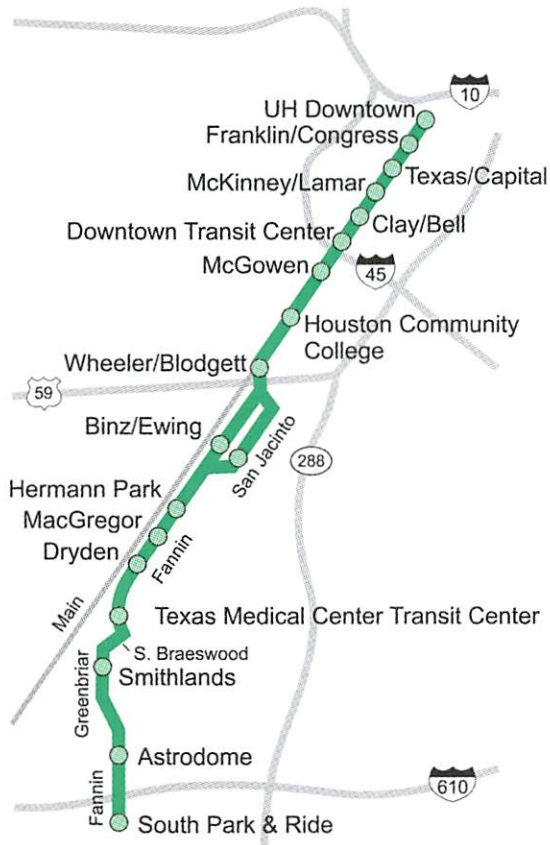 10
UH Downtown
Franklin/Congress
Texas/Capital
McKinney/Lamar
Clay/Bell
Downtown Transit Center
McGowen
45
Houston Community
College
Wheeler/Blodgett
59
Binz/Ewing
San Jacinto
288
Hermann Park
MacGregor
Dryden
Fannin
Main
Texas Medical Center Transit Center
S. Braeswood
Smithlands
Greenbriar
Astrodome
610
Fannin
South Park & Ride